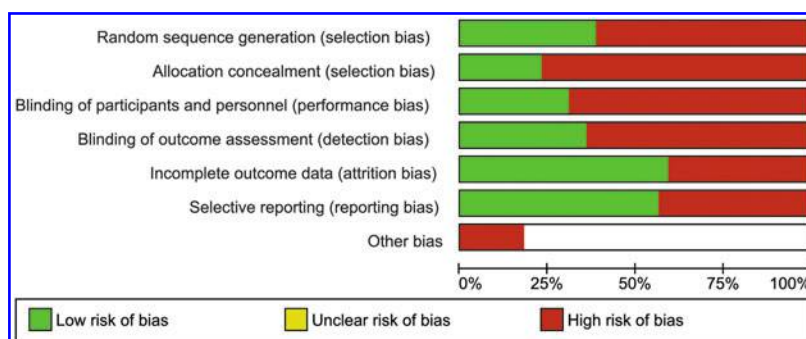 Random sequence generation (selection bias)
Allocation concealment (selection bias)
Blinding of participants and personnel (performance bias)
Blinding of outcome assessment (detection bias)
Incomplete outcome data (attrition bias)
Selective reporting (reporting bias)
Other bias
0% 25% 50% 75% 100%
Low risk of bias Unclear risk of bias High risk of bias